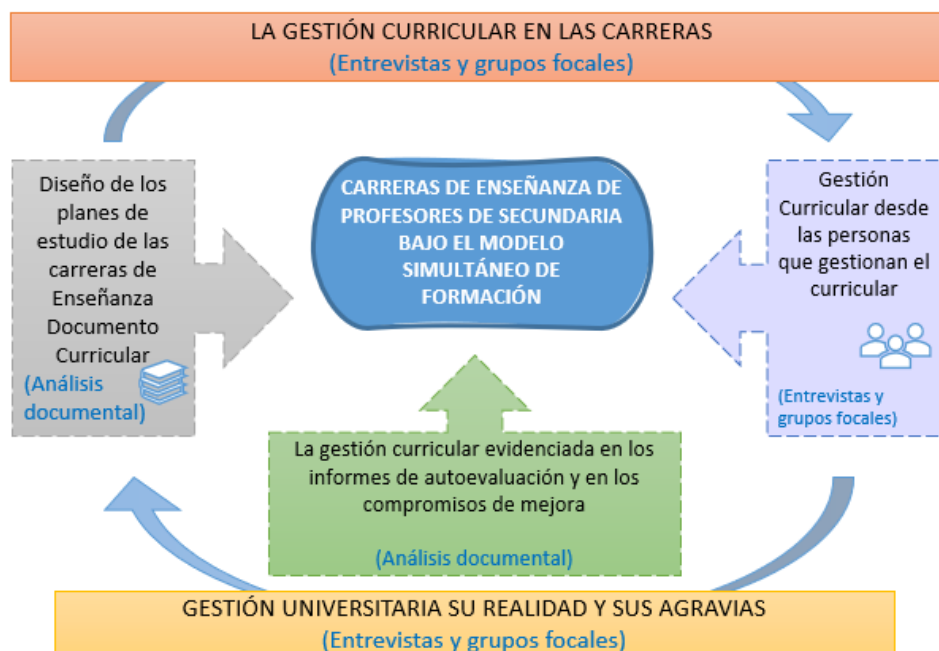 LA GESTIÓN CURRICULAR EN LAS CARRERAS
(Entrevistas y grupos focales)
Diseño de los
planes de
estudio de las
carreras de
Enseñanza
Documento
Curricular
(Análisis
documental)
CARRERAS DE ENSEÑANZA DE
PROFESORES DE SECUNDARIA
BAJO EL MODELO
SIMULTÁNEO DE
FORMACIÓN
Gestión
Curricular desde
las personas
que gestionan el
curricular
(Entrevistas y
grupos focales)
La gestión curricular evidenciada en los
informes de autoevaluación y en los
compromisos de mejora
(Análisis documental)
GESTIÓN UNIVERSITARIA SU REALIDAD Y SUS AGRAVIAS
(Entrevistas y grupos focales)